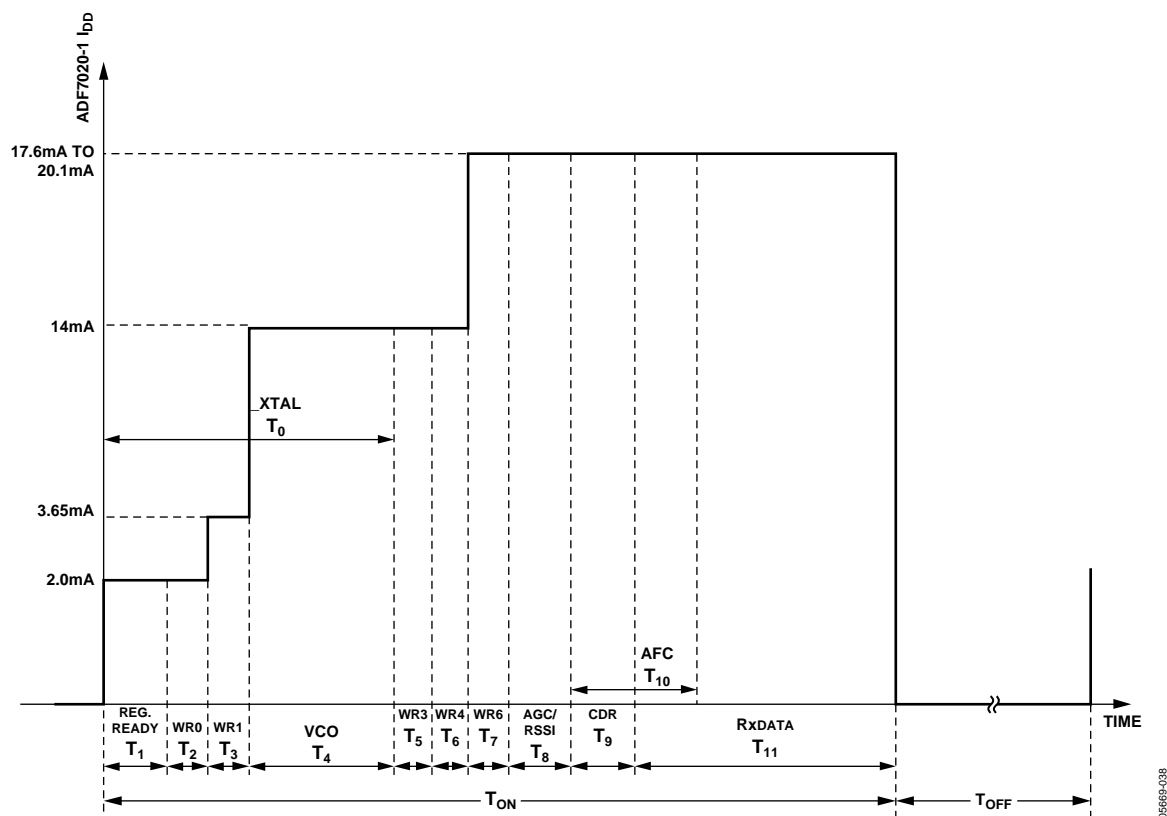 ADF7020-1 IDD
17.6mA TO
20.1mA
14mA
_XTAL
T0
3.65mA
2.0mA
AFC
T10
TIME
REG.
READY
T1
WR0
T2
WR1
T3
VCO
T4
WR3
T5
WR4
T6
WR6
T7
AGC/
RSSI
T8
CDR
T9
RxDATA
T11
TON
TOFF
05669-038